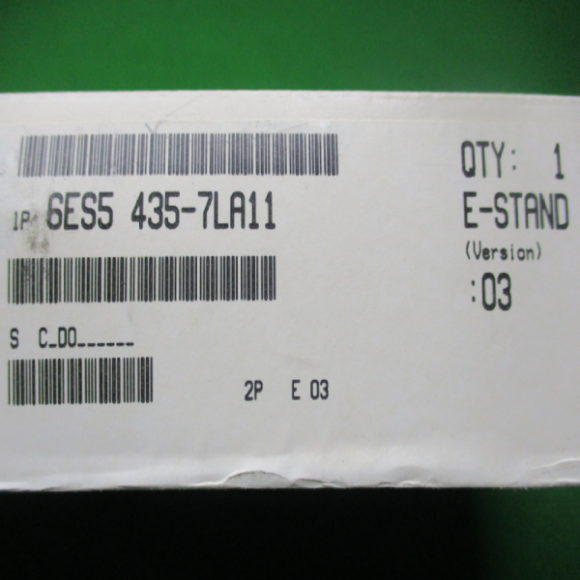 QTY: 1
1P 6ES5 435-7LA11
E-STAND
(Version)
:03
S C_DO______
2P E 03